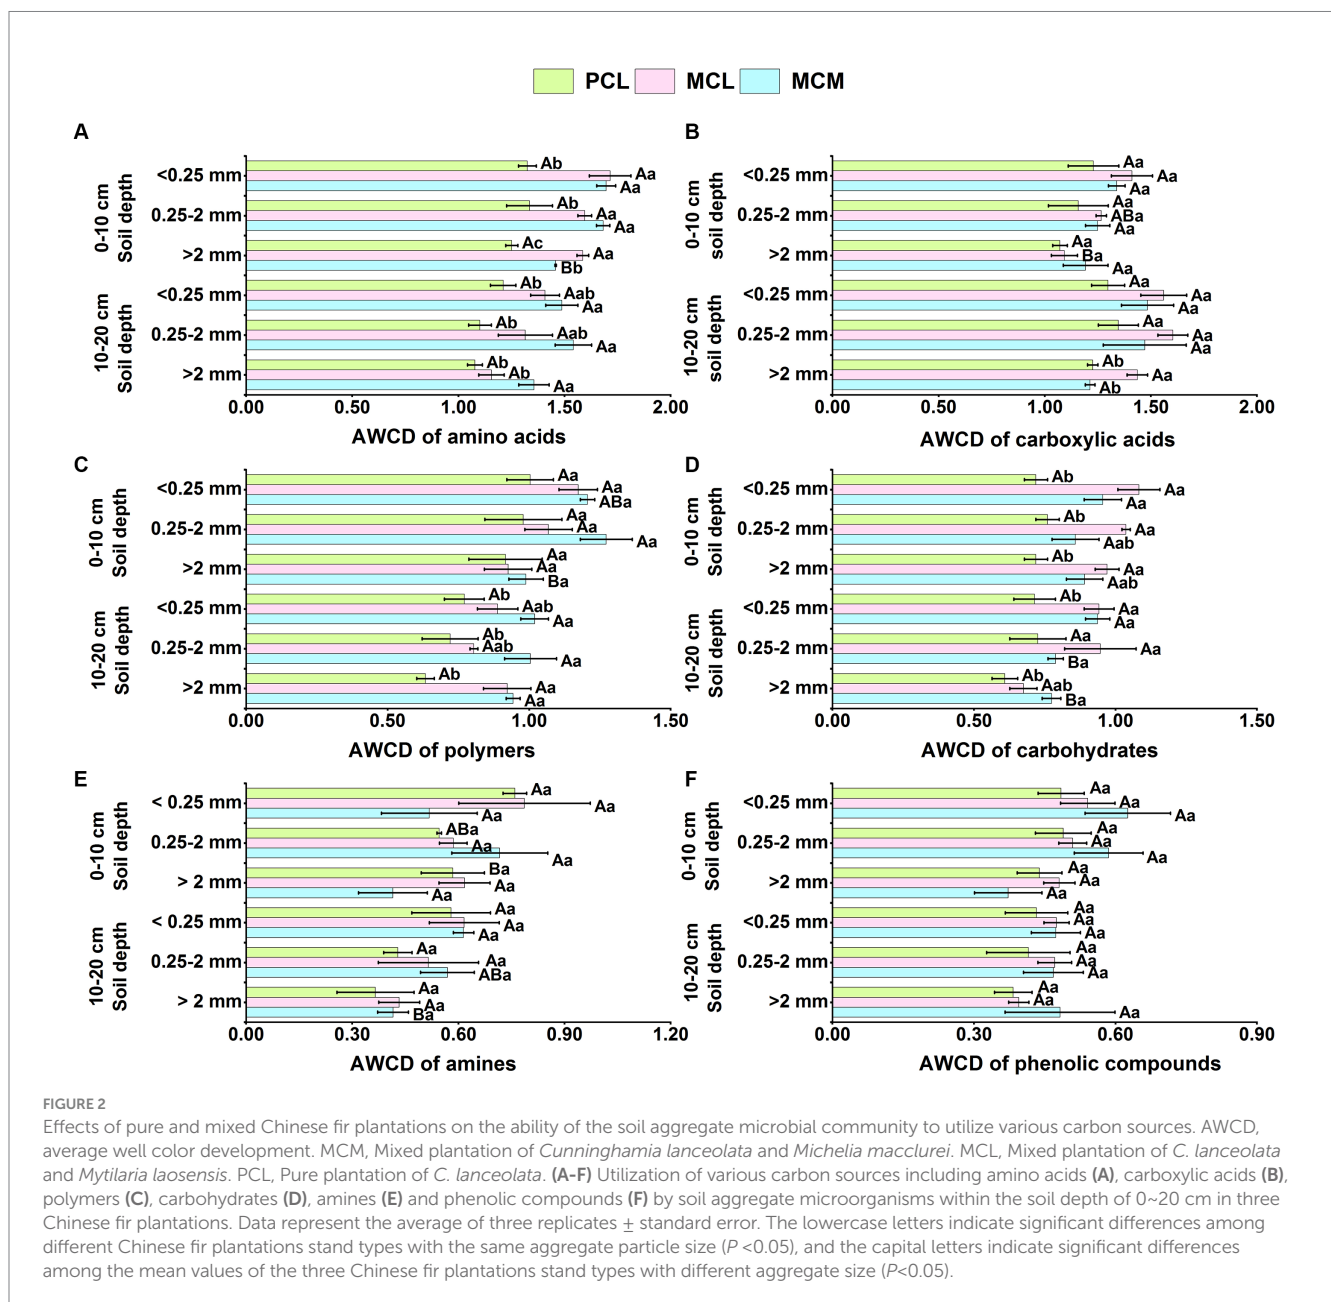 PCL MCL MCM
A
0-10 cm
Soil depth
10-20 cm
Soil depth
<0.25 mm
Ab
Aa
Aa
0.25-2 mm
Ab
Aa
Aa
>2 mm
Ac
Aa
Bb
<0.25 mm
Ab
Aab
Aa
0.25-2 mm
Ab
Aab
Aa
>2 mm
Ab
Ab
Aa
0.00 0.50 1.00 1.50 2.00
AWCD of amino acids
B
0-10 cm
soil depth
10-20 cm
soil depth
<0.25 mm
Aa
Aa
Aa
0.25-2 mm
Aa
ABa
Aa
>2 mm
Aa
Ba
Aa
<0.25 mm
Aa
Aa
Aa
0.25-2 mm
Aa
Aa
Aa
>2 mm
Ab
Aa
Ab
0.00 0.50 1.00 1.50 2.00
AWCD of carboxylic acids
C
0-10 cm
Soil depth
10-20 cm
Soil depth
<0.25 mm
Aa
Aa
ABa
0.25-2 mm
Aa
Aa
Aa
>2 mm
Aa
Aa
Ba
<0.25 mm
Ab
Aab
Aa
0.25-2 mm
Ab
Aab
Aa
>2 mm
Ab
Aa
Aa
0.00 0.50 1.00 1.50
AWCD of polymers
D
0-10 cm
Soil depth
10-20 cm
Soil depth
<0.25 mm
Ab
Aa
Aa
0.25-2 mm
Ab
Aa
Aab
>2 mm
Ab
Aa
Aab
<0.25 mm
Ab
Aa
Aa
0.25-2 mm
Aa
Aa
Ba
>2 mm
Ab
Aab
Ba
0.00 0.50 1.00 1.50
AWCD of carbohydrates
E
0-10 cm
Soil depth
10-20 cm
Soil depth
< 0.25 mm
Aa
Aa
Aa
0.25-2 mm
ABa
Aa
Aa
> 2 mm
Ba
Aa
Aa
< 0.25 mm
Aa
Aa
Aa
0.25-2 mm
Aa
Aa
ABa
> 2 mm
Aa
Aa
Ba
0.00 0.30 0.60 0.90 1.20
AWCD of amines
F
0-10 cm
Soil depth
10-20 cm
Soil depth
<0.25 mm
Aa
Aa
Aa
0.25-2 mm
Aa
Aa
Aa
>2 mm
Aa
Aa
Aa
<0.25 mm
Aa
Aa
Aa
0.25-2 mm
Aa
Aa
Aa
>2 mm
Aa
Aa
Aa
0.00 0.30 0.60 0.90
AWCD of phenolic compounds
FIGURE 2
Effects of pure and mixed Chinese fir plantations on the ability of the soil aggregate microbial community to utilize various carbon sources. AWCD,
average well color development. MCM, Mixed plantation of Cunninghamia lanceolata and Michelia macclurei. MCL, Mixed plantation of C. lanceolata
and Mytilaria laosensis. PCL, Pure plantation of C. lanceolata. (A-F) Utilization of various carbon sources including amino acids (A), carboxylic acids (B),
polymers (C), carbohydrates (D), amines (E) and phenolic compounds (F) by soil aggregate microorganisms within the soil depth of 0~20 cm in three
Chinese fir plantations. Data represent the average of three replicates ± standard error. The lowercase letters indicate significant differences among
different Chinese fir plantations stand types with the same aggregate particle size (P <0.05), and the capital letters indicate significant differences
among the mean values of the three Chinese fir plantations stand types with different aggregate size (P<0.05).